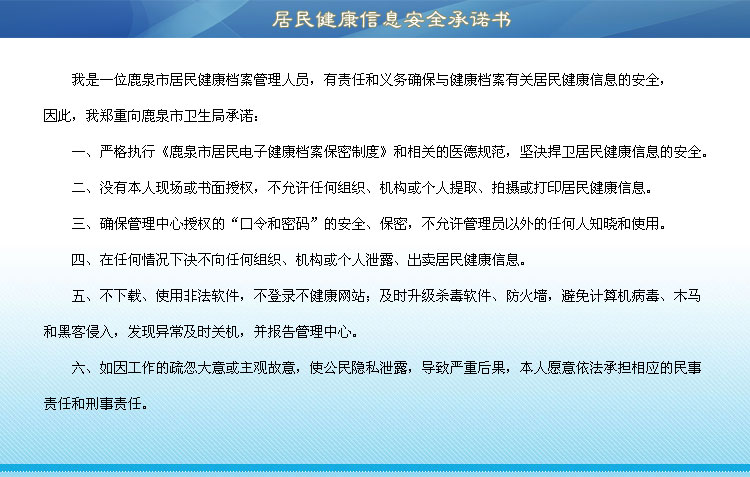 居民健康信息安全承诺书
我是一位鹿泉市居民健康档案管理人员，有责任和义务确保与健康档案有关居民健康信息的安全，
因此，我郑重向鹿泉市卫生局承诺：
一、严格执行《鹿泉市居民电子健康档案保密制度》和相关的医德规范，坚决捍卫居民健康信息的安全。
二、没有本人现场或书面授权，不允许任何组织、机构或个人提取、拍摄或打印居民健康信息。
三、确保管理中心授权的“口令和密码”的安全、保密，不允许管理员以外的任何人知晓和使用。
四、在任何情况下决不向任何组织、机构或个人泄露、出卖居民健康信息。
五、不下载、使用非法软件，不登录不健康网站；及时升级杀毒软件、防火墙，避免计算机病毒、木马
和黑客侵入，发现异常及时关机，并报告管理中心。
六、如因工作的疏忽大意或主观故意，使公民隐私泄露，导致严重后果，本人愿意依法承担相应的民事
责任和刑事责任。